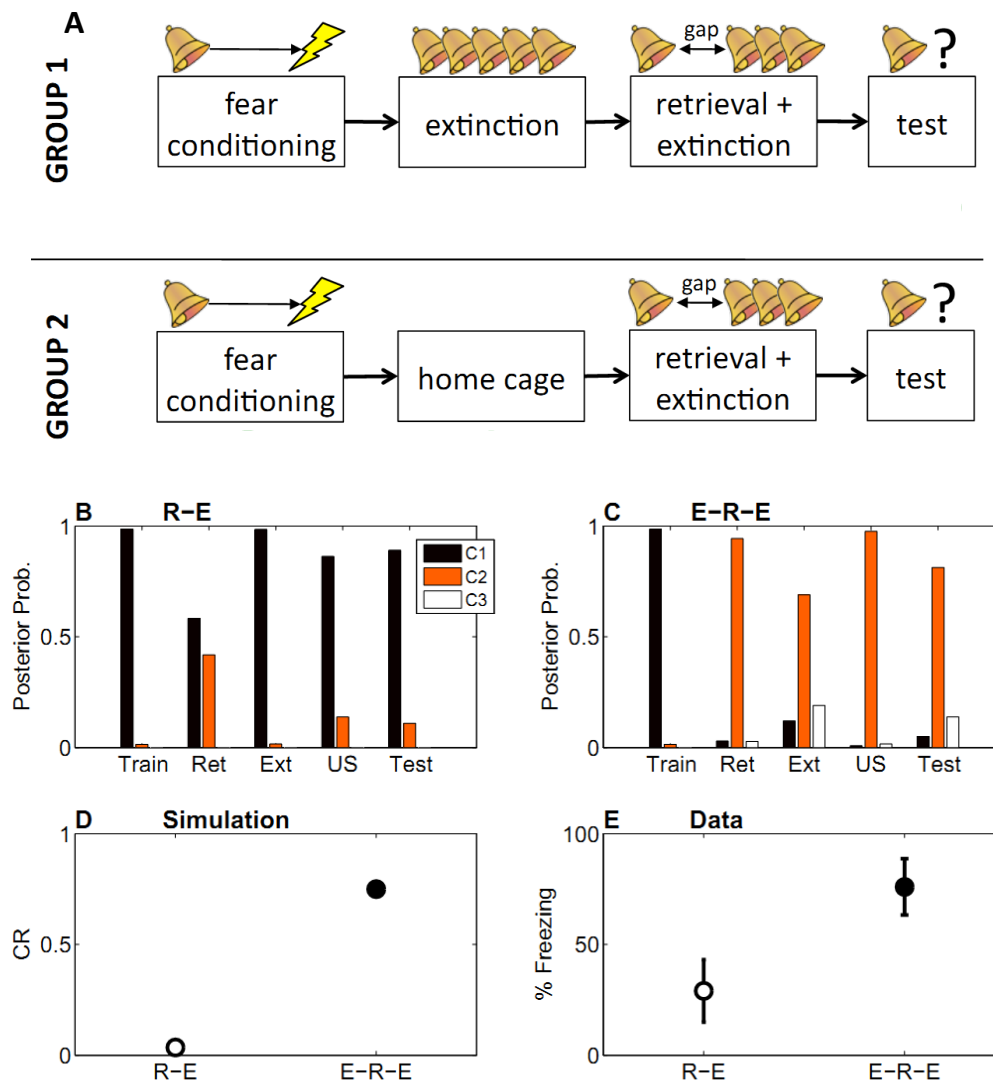 A
GROUP 1
gap
?
fear
conditioning
extinction
retrieval +
extinction
test
GROUP 2
gap
?
fear
conditioning
home cage
retrieval +
extinction
test
B R−E
Posterior Prob.
1
0.5
0
C1
C2
C3
Train Ret Ext US Test
C E−R−E
Posterior Prob.
1
0.5
0
Train Ret Ext US Test
D Simulation
CR
1
0.5
0
R−E E−R−E
E Data
% Freezing
100
50
0
R−E E−R−E